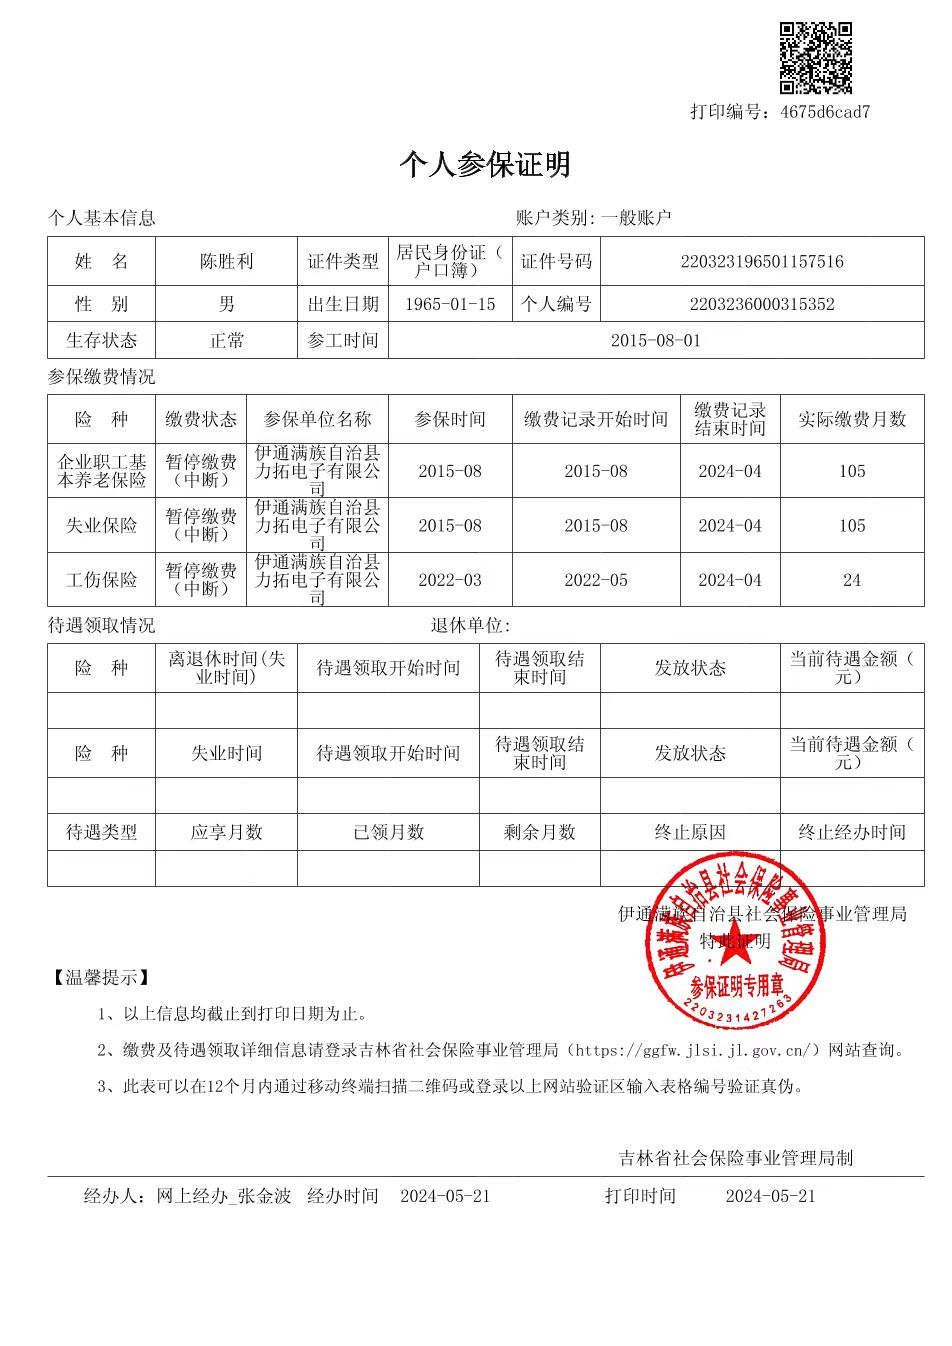 打印编号：4675d6cad7
个人参保证明
个人基本信息 账户类别：一般账户
姓 名 陈胜利 证件类型 居民身份证（户口簿） 证件号码 220323196501157516
性 别 男 出生日期 1965-01-15 个人编号 2203236000315352
生存状态 正常 参工时间 2015-08-01
参保缴费情况
险 种 缴费状态 参保单位名称 参保时间 缴费记录开始时间 缴费记录结束时间 实际缴费月数
企业职工基本养老保险 暂停缴费（中断） 伊通满族自治县力拓电子有限公司 2015-08 2015-08 2024-04 105
失业保险 暂停缴费（中断） 伊通满族自治县力拓电子有限公司 2015-08 2015-08 2024-04 105
工伤保险 暂停缴费（中断） 伊通满族自治县力拓电子有限公司 2022-03 2022-05 2024-04 24
待遇领取情况 退休单位：
险 种 离退休时间(失业时间) 待遇领取开始时间 待遇领取结束时间 发放状态 当前待遇金额（元）
险 种 失业时间 待遇领取开始时间 待遇领取结束时间 发放状态 当前待遇金额（元）
待遇类型 应享月数 已领月数 剩余月数 终止原因 终止经办时间
伊通满族自治县社会保险事业管理局
特此证明
伊通满族自治县社会保险事业管理局
参保证明专用章
2203231427263
【温馨提示】
1、以上信息均截止到打印日期为止。
2、缴费及待遇领取详细信息请登录吉林省社会保险事业管理局（https://ggfw.jlsi.jl.gov.cn/）网站查询。
3、此表可以在12个月内通过移动终端扫描二维码或登录以上网站验证区输入表格编号验证真伪。
吉林省社会保险事业管理局制
经办人：网上经办_张金波 经办时间 2024-05-21 打印时间 2024-05-21